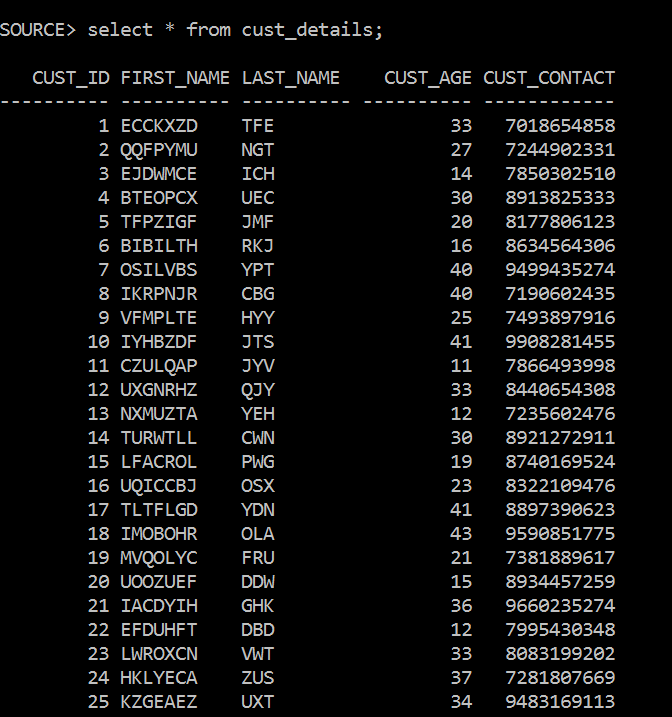 SOURCE> select * from cust_details;
CUST_ID FIRST_NAME LAST_NAME CUST_AGE CUST_CONTACT
---------- ---------- ---------- ---------- ------------
1 ECCKXZD TFE 33 7018654858
2 QQFPYMU NGT 27 7244902331
3 EJDWMCE ICH 14 7850302510
4 BTEOPCX UEC 30 8913825333
5 TFPZIGF JMF 20 8177806123
6 BIBILTH RKJ 16 8634564306
7 OSILVBS YPT 40 9499435274
8 IKRPNJR CBG 40 7190602435
9 VFMPLTE HYY 25 7493897916
10 IYHBZDF JTS 41 9908281455
11 CZULQAP JYV 11 7866493998
12 UXGNRHZ QJY 33 8440654308
13 NXMUZTA YEH 12 7235602476
14 TURWTLL CWN 30 8921272911
15 LFACROL PWG 19 8740169524
16 UQICCBJ OSX 23 8322109476
17 TLTFLGD YDN 41 8897390623
18 IMOBOHR OLA 43 9590851775
19 MVQOLYC FRU 21 7381889617
20 UOOZUEF DDW 15 8934457259
21 IACDYIH GHK 36 9660235274
22 EFDUHFT DBD 12 7995430348
23 LWROXCN VWT 33 8083199202
24 HKLYECA ZUS 37 7281807669
25 KZGEAEZ UXT 34 9483169113